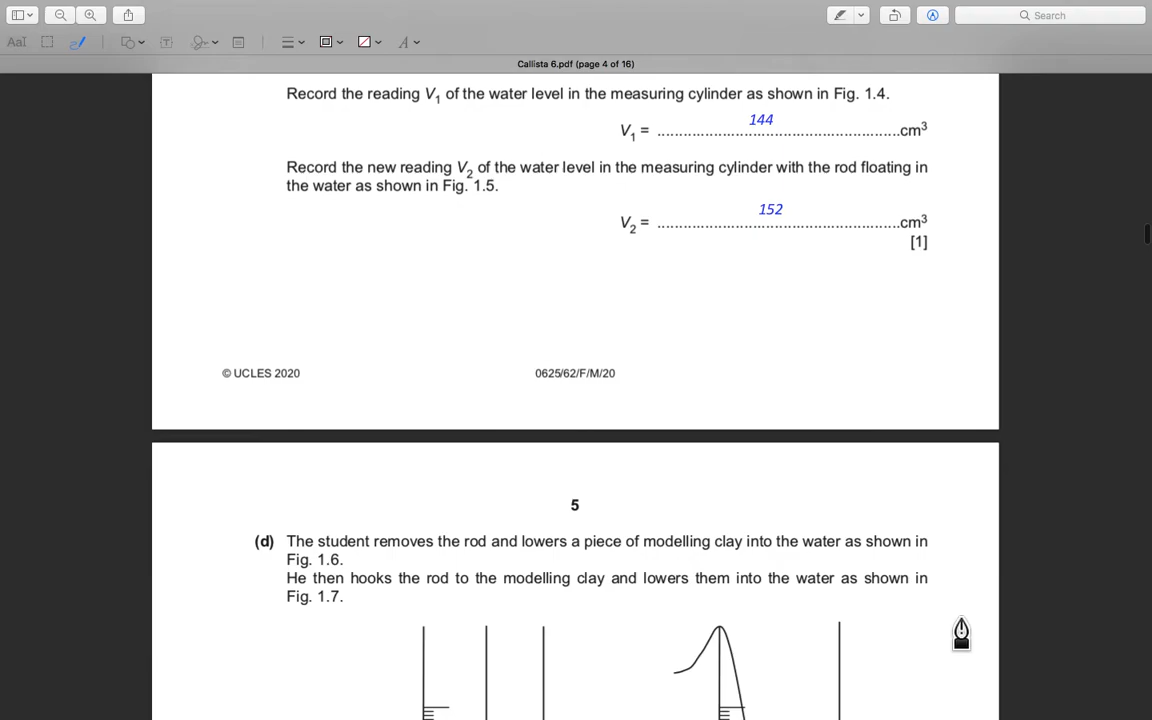 Search
AaI
T
A
Callista 6.pdf (page 4 of 16)
Record the reading V1 of the water level in the measuring cylinder as shown in Fig. 1.4.
V1 = 144 cm3
Record the new reading V2 of the water level in the measuring cylinder with the rod floating in
the water as shown in Fig. 1.5.
V2 = 152 cm3
[1]
© UCLES 2020 0625/62/F/M/20
5
(d) The student removes the rod and lowers a piece of modelling clay into the water as shown in
Fig. 1.6.
He then hooks the rod to the modelling clay and lowers them into the water as shown in
Fig. 1.7.